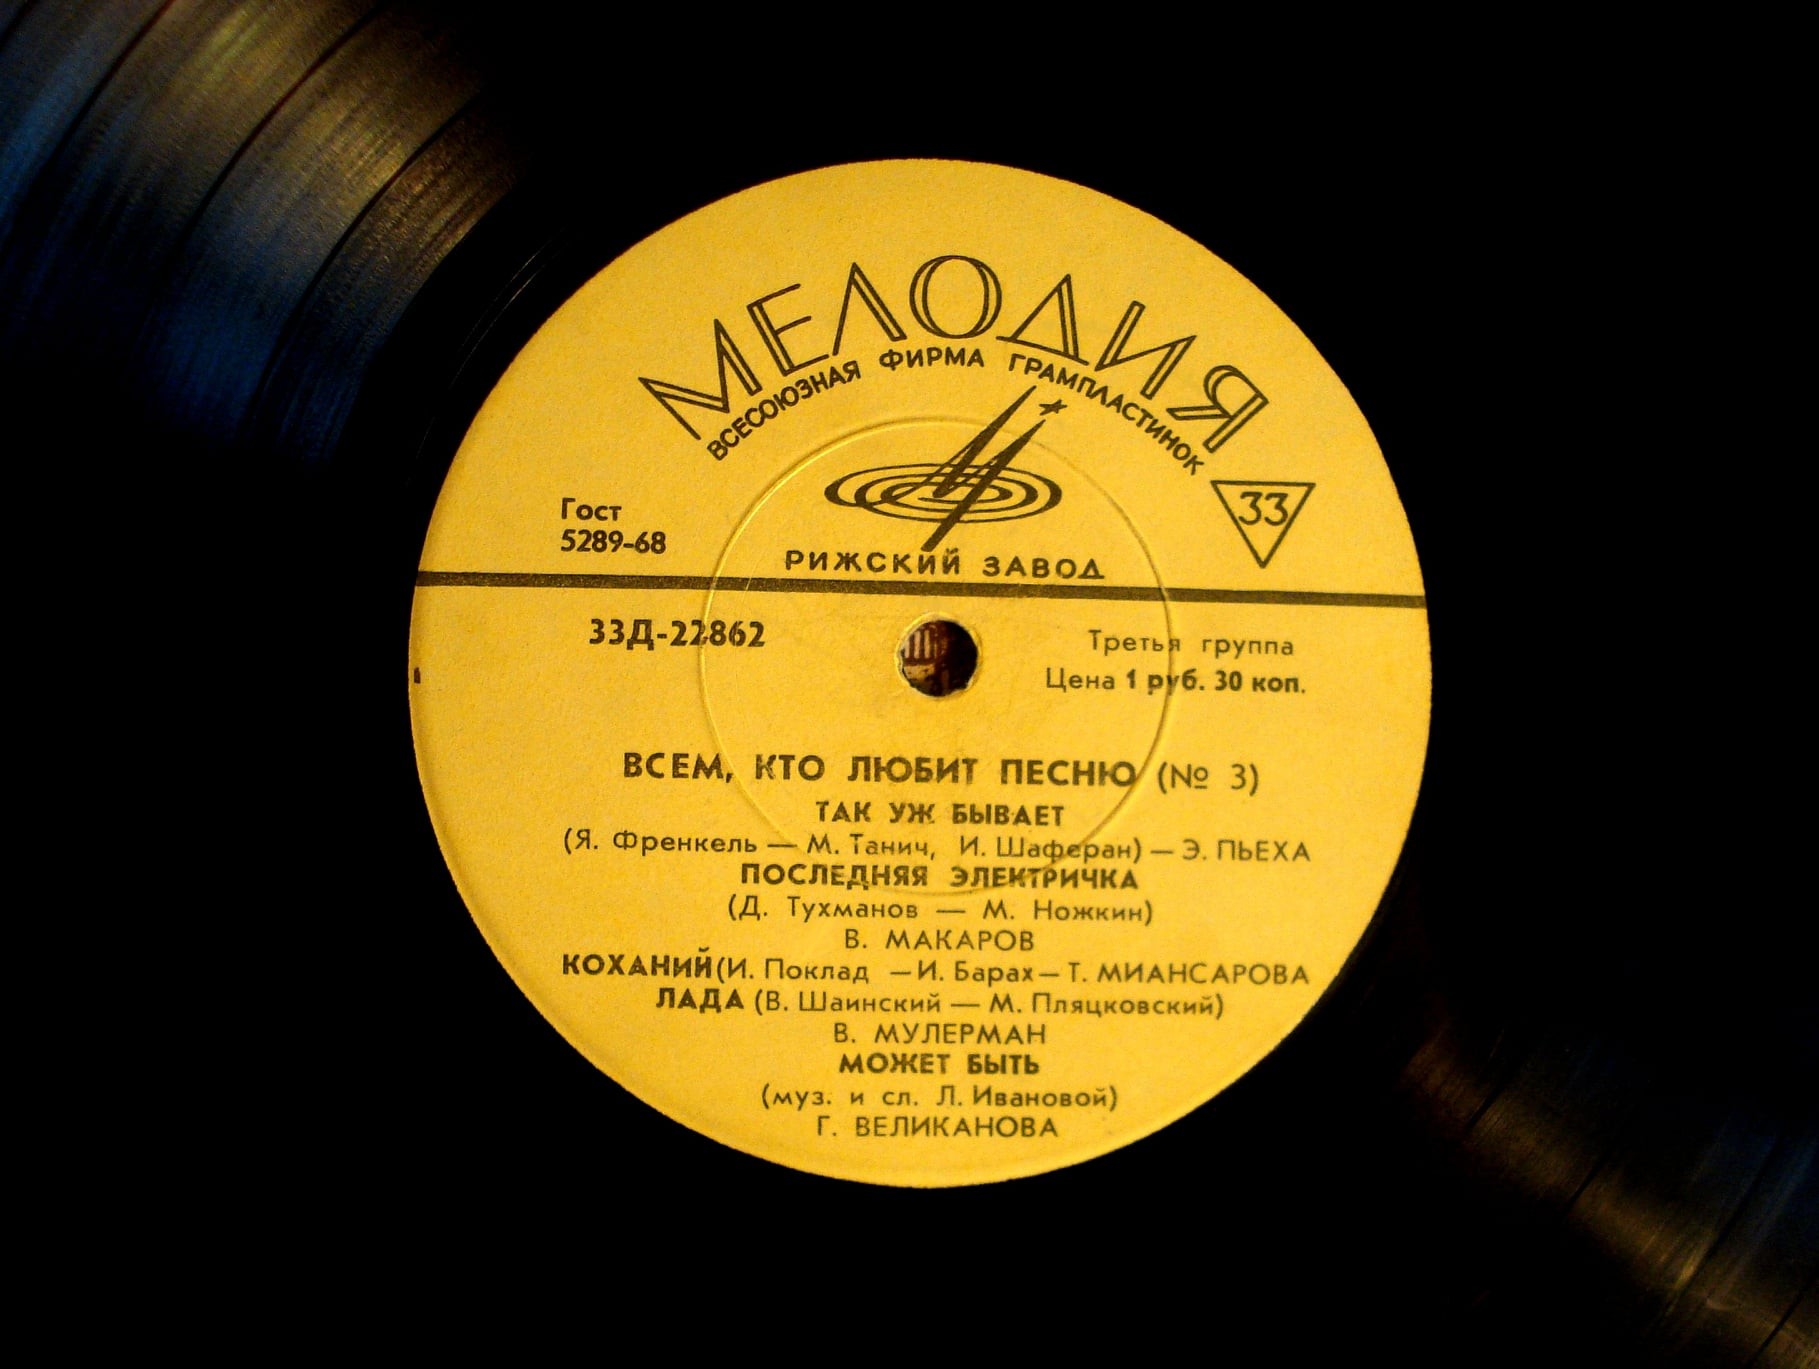 МЕЛОДИЯ
ВСЕСОЮЗНАЯ ФИРМА ГРАМПЛАСТИНОК
33
Гост
5289-68
РИЖСКИЙ ЗАВОД
33Д-22862
Третья группа
Цена 1 руб. 30 коп.
ВСЕМ, КТО ЛЮБИТ ПЕСНЮ (№ 3)
ТАК УЖ БЫВАЕТ
(Я. Френкель — М. Танич, И. Шаферан) — Э. ПЬЕХА
ПОСЛЕДНЯЯ ЭЛЕКТРИЧКА
(Д. Тухманов — М. Ножкин)
В. МАКАРОВ
КОХАНИЙ(И. Поклад —И. Барах— Т. МИАНСАРОВА
ЛАДА (В. Шаинский — М. Пляцковский)
В. МУЛЕРМАН
МОЖЕТ БЫТЬ
(муз. и сл. Л. Ивановой)
Г. ВЕЛИКАНОВА